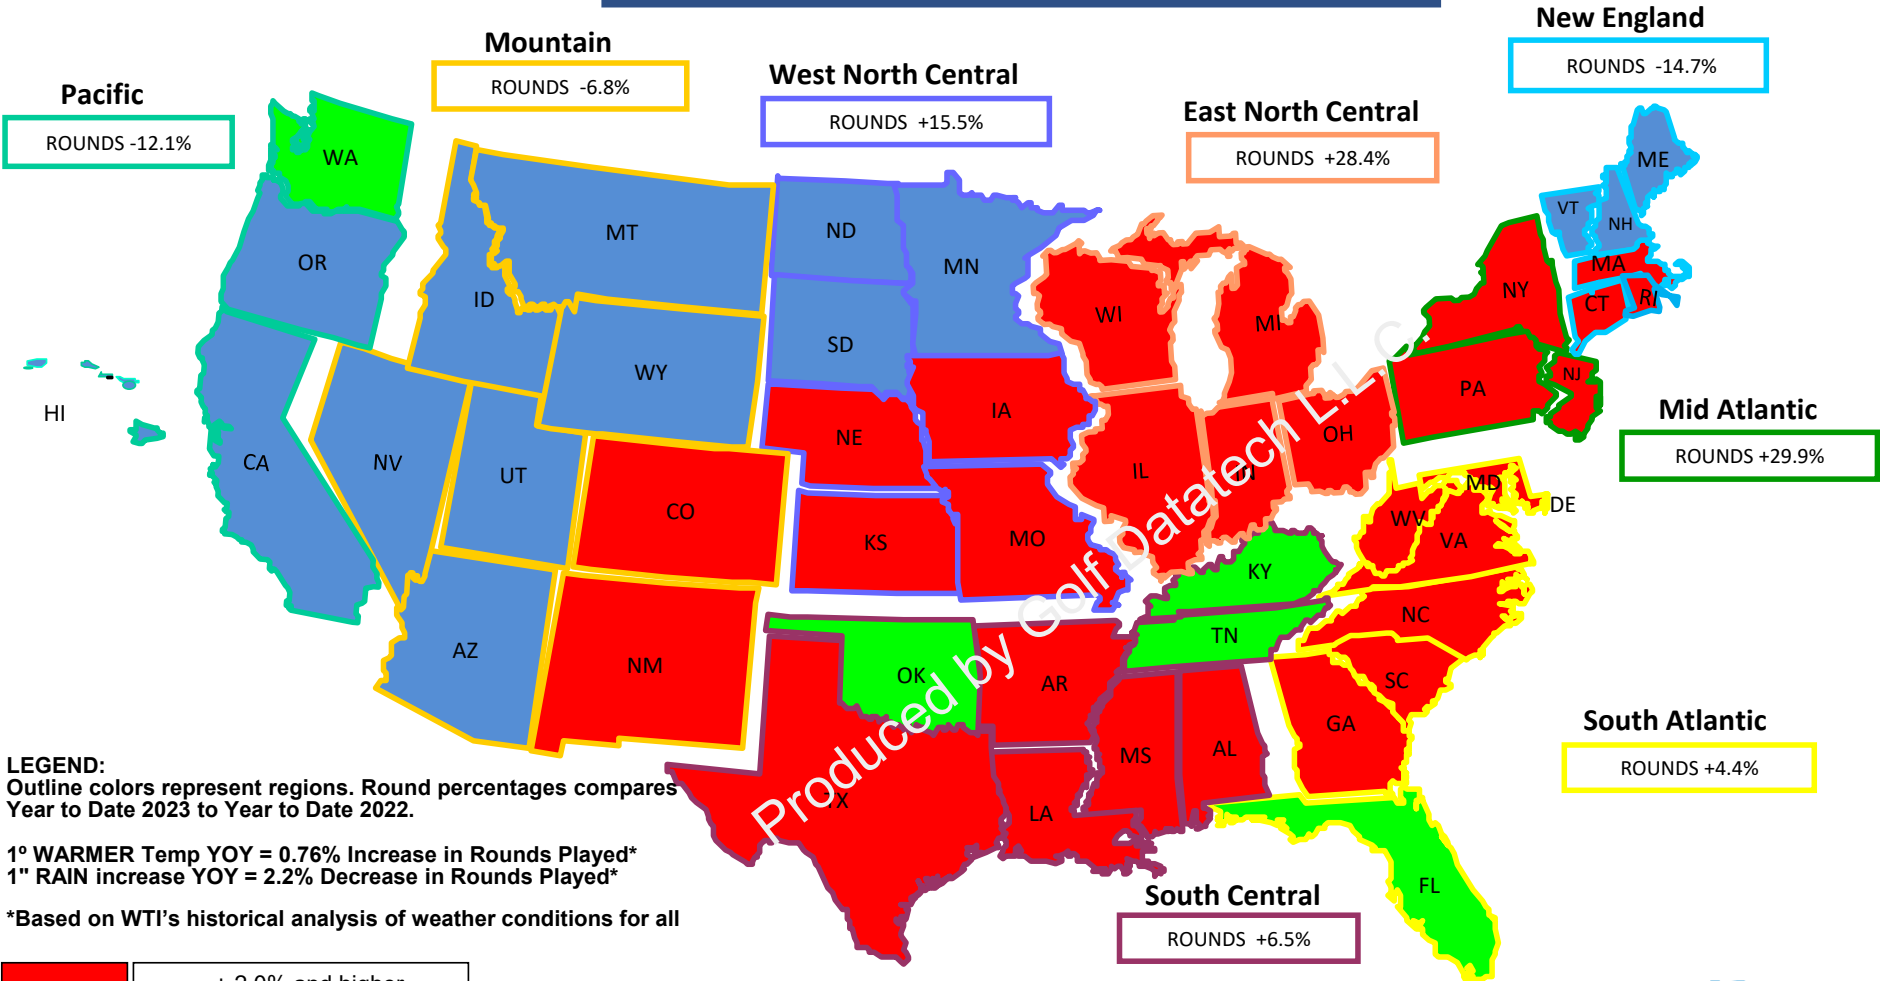 New England
ROUNDS -14.7%
Mountain
ROUNDS -6.8%
West North Central
ROUNDS +15.5%
Pacific
ROUNDS -12.1%
East North Central
ROUNDS +28.4%
WA
OR
CA
HI
MT
ID
WY
NV
UT
CO
AZ
NM
ND
MN
SD
IA
NE
KS
MO
WI
MI
IL
IN
OH
ME
VT
NH
MA
CT
RI
NY
PA
NJ
Mid Atlantic
ROUNDS +29.9%
MD
DE
WV
VA
NC
SC
GA
FL
KY
TN
OK
AR
TX
LA
MS
AL
South Atlantic
ROUNDS +4.4%
South Central
ROUNDS +6.5%
Produced by Golf Datatech L.L.C.
LEGEND:
Outline colors represent regions. Round percentages compares
Year to Date 2023 to Year to Date 2022.
1º WARMER Temp YOY = 0.76% Increase in Rounds Played*
1" RAIN increase YOY = 2.2% Decrease in Rounds Played*
*Based on WTI's historical analysis of weather conditions for all
+ 2.0% and higher